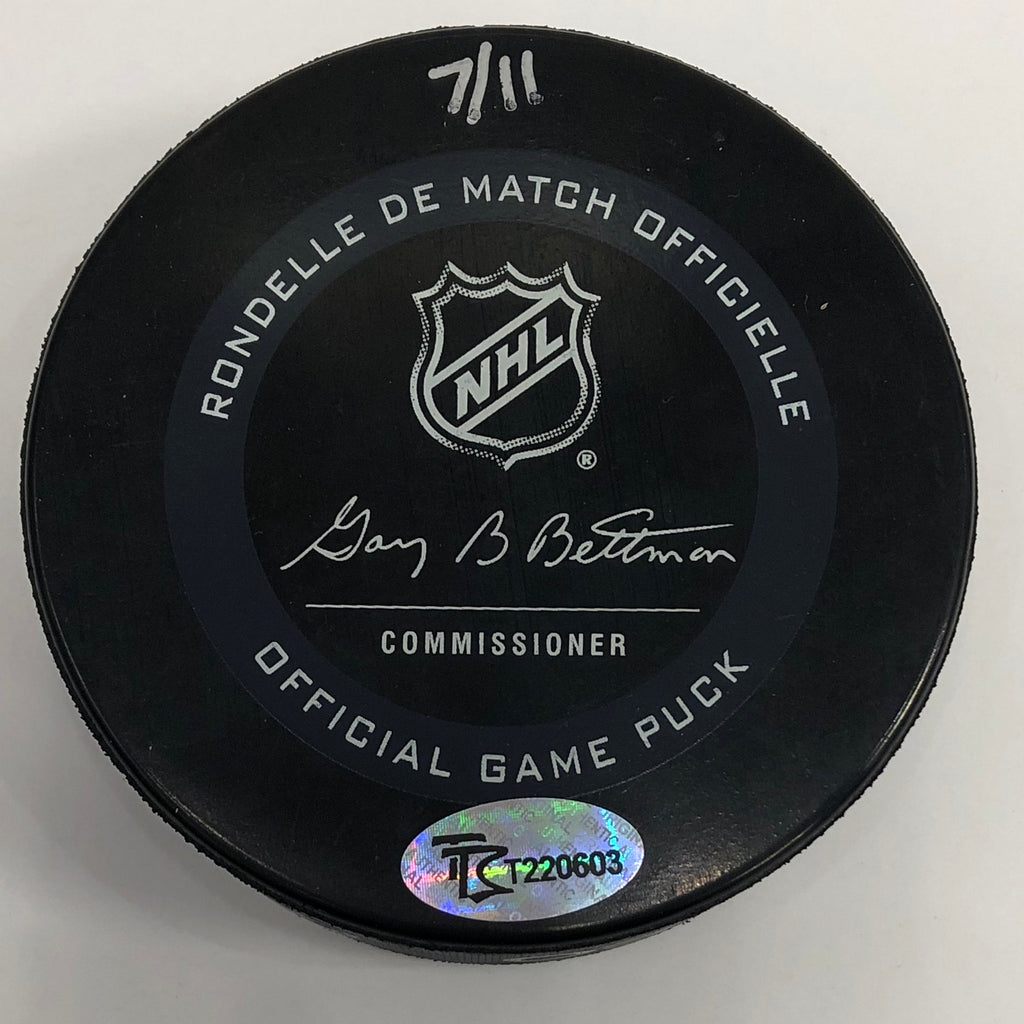 7/11
RONDELLE DE MATCH OFFICIELLE
NHL
®
Gary B Bettman
COMMISSIONER
OFFICIAL GAME PUCK
T220603